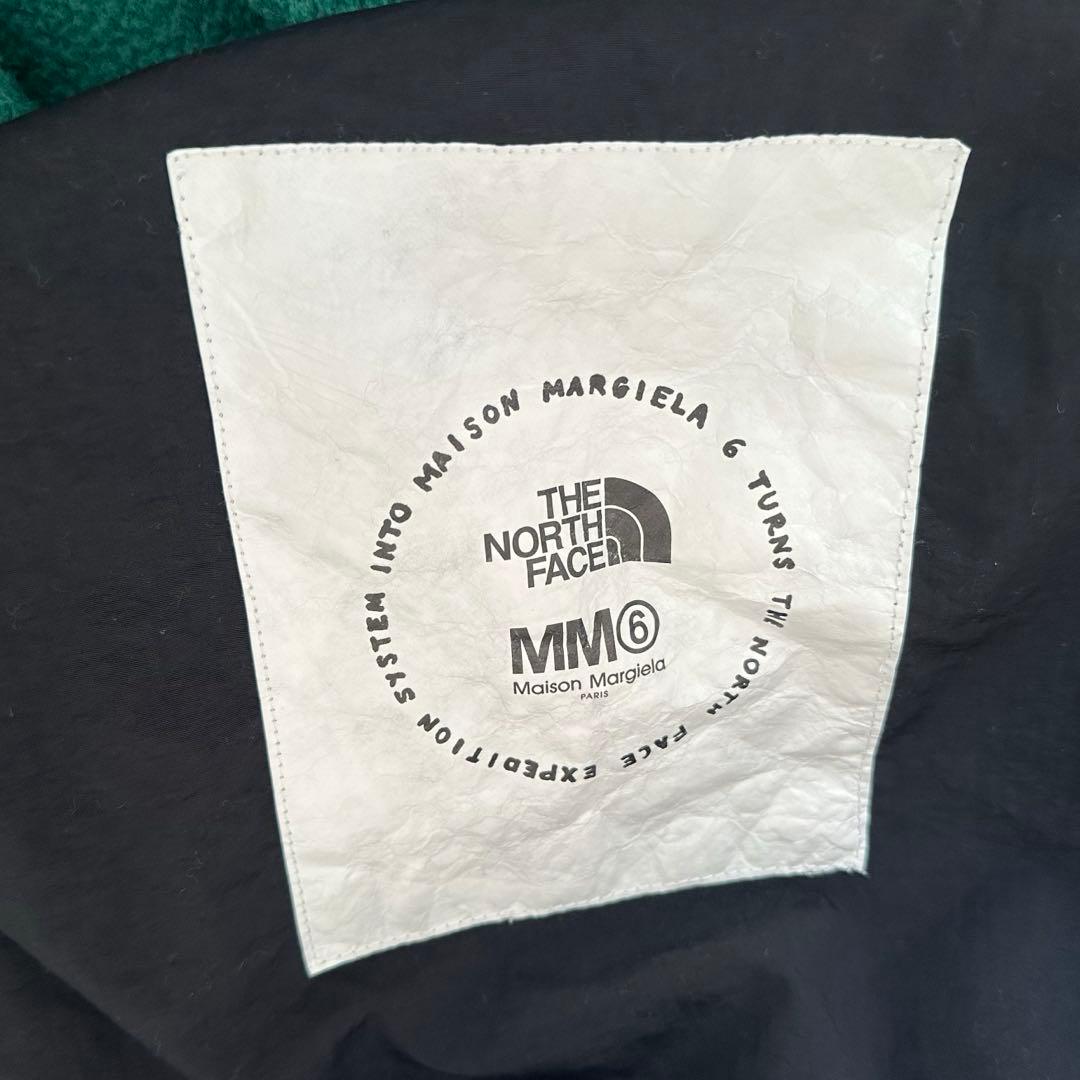 MAISON MARGIELA 6 TURNS THE NORTH FACE EXPEDITION SYSTEM INTO
THE
NORTH
FACE
MM⑥
Maison Margiela
PARIS